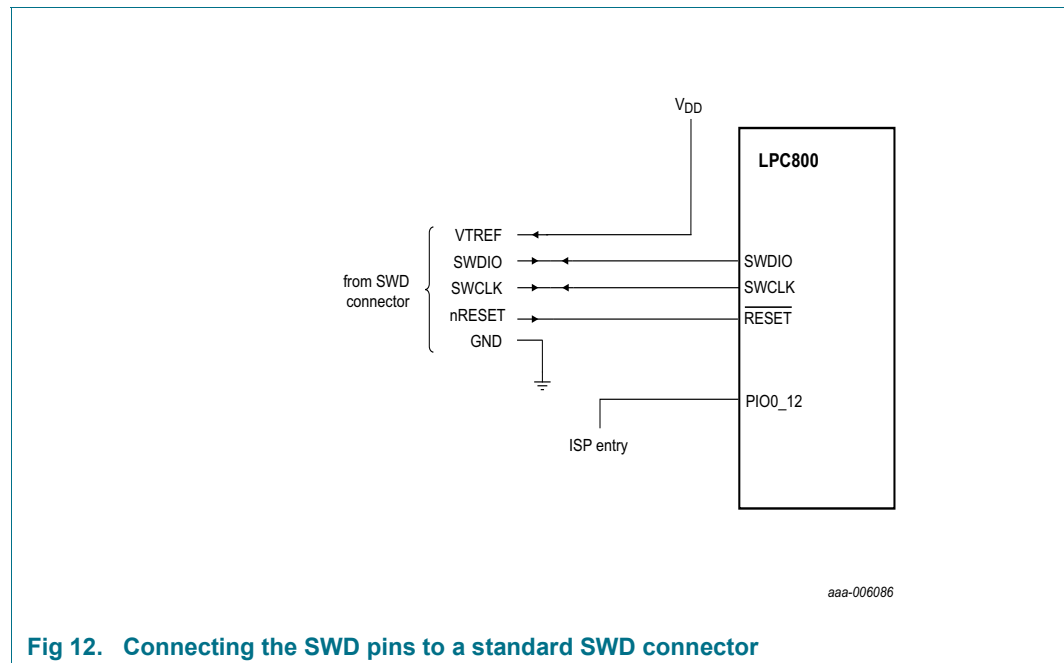 VDD
LPC800
VTREF
SWDIO
SWCLK
nRESET
GND
from SWD
connector
SWDIO
SWCLK
RESET
PIO0_12
ISP entry
aaa-006086
Fig 12. Connecting the SWD pins to a standard SWD connector